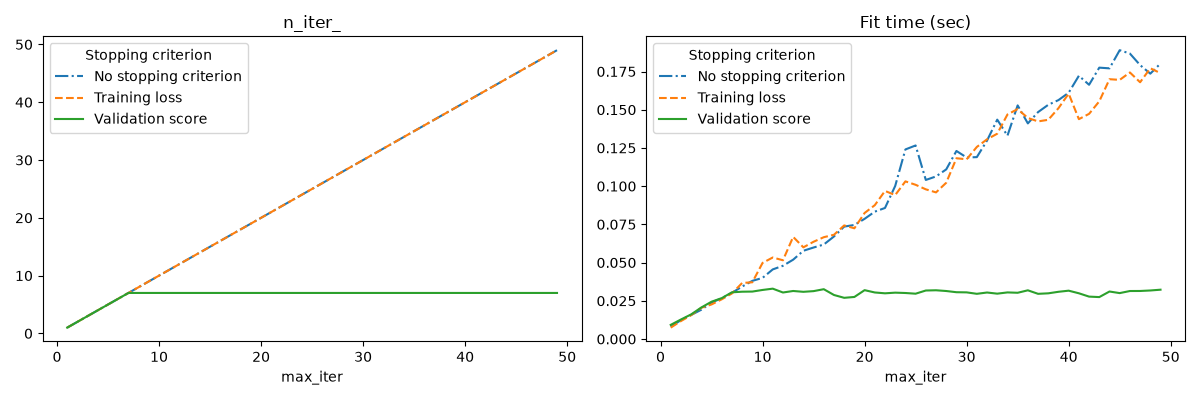 n_iter_
Stopping criterion
No stopping criterion
Training loss
Validation score
50
40
30
20
10
0
0
10
20
30
40
50
max_iter
Fit time (sec)
Stopping criterion
No stopping criterion
Training loss
Validation score
0.175
0.150
0.125
0.100
0.075
0.050
0.025
0.000
0
10
20
30
40
50
max_iter